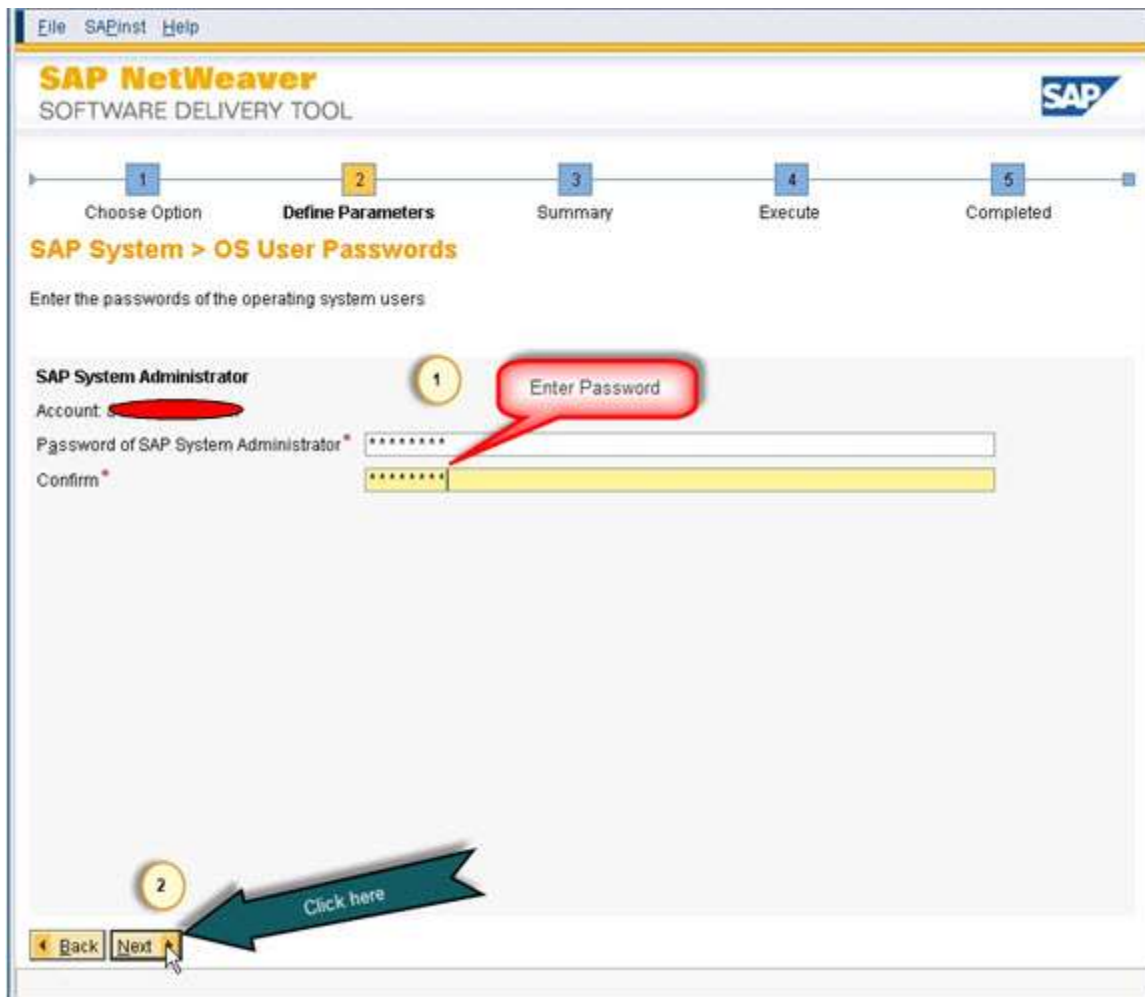 File SAPinst Help
SAP NetWeaver
SOFTWARE DELIVERY TOOL
SAP
1 2 3 4 5
Choose Option Define Parameters Summary Execute Completed
SAP System > OS User Passwords
Enter the passwords of the operating system users
SAP System Administrator
1
Enter Password
Account:
Password of SAP System Administrator* ********
Confirm* ********
2
Click here
Back Next